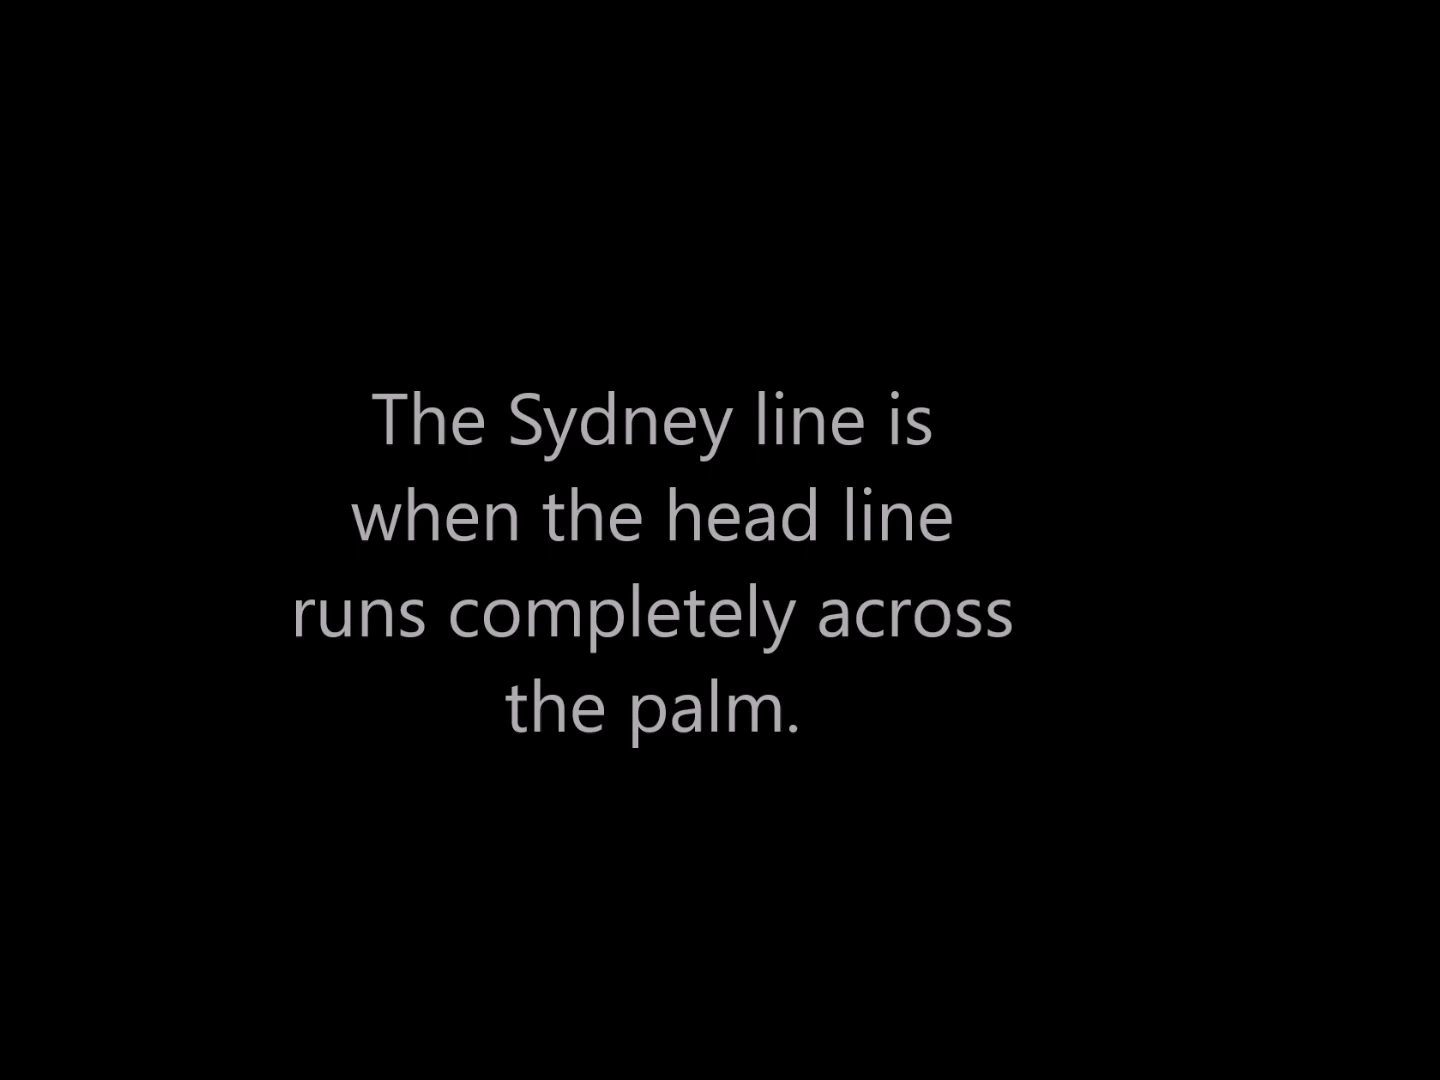 The Sydney line is
when the head line
runs completely across
the palm.